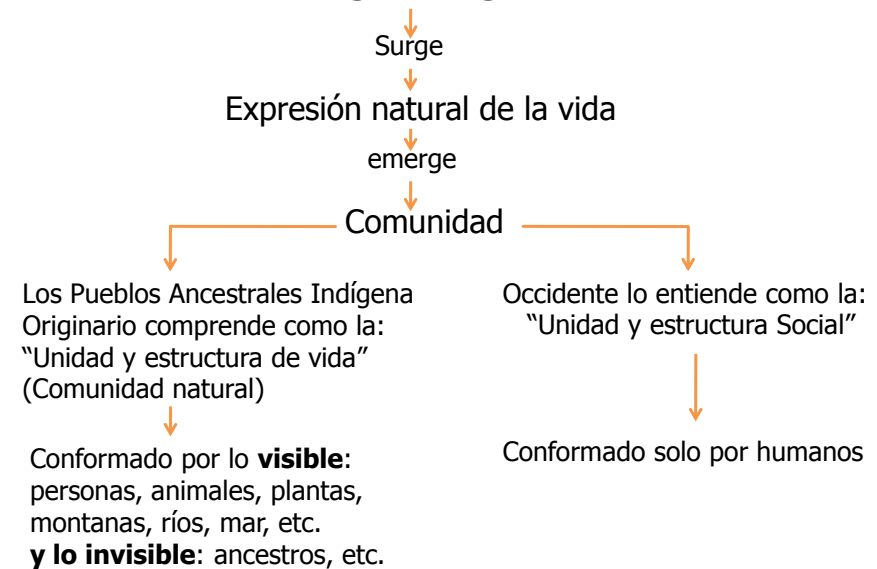 Surge
Expresión natural de la vida
emerge
Comunidad
Los Pueblos Ancestrales Indígena
Originario comprende como la:
“Unidad y estructura de vida”
(Comunidad natural)
Conformado por lo visible:
personas, animales, plantas,
montanas, ríos, mar, etc.
y lo invisible: ancestros, etc.
Occidente lo entiende como la:
“Unidad y estructura Social”
Conformado solo por humanos